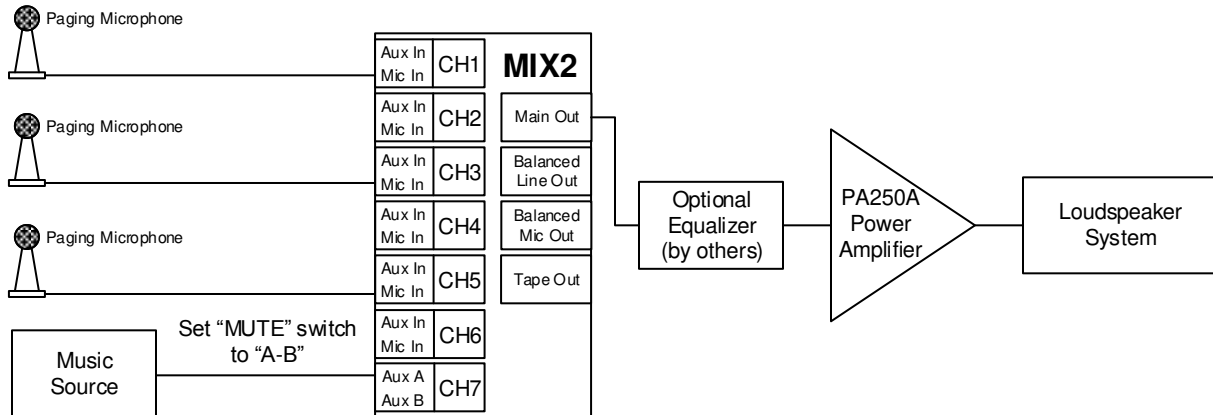 Paging Microphone
Paging Microphone
Paging Microphone
Music
Source
Set “MUTE” switch
to “A-B”
MIX2
Aux In
Mic In
CH1
Aux In
Mic In
CH2
Aux In
Mic In
CH3
Aux In
Mic In
CH4
Aux In
Mic In
CH5
Aux In
Mic In
CH6
Aux A
Aux B
CH7
Main Out
Balanced
Line Out
Balanced
Mic Out
Tape Out
Optional
Equalizer
(by others)
PA250A
Power
Amplifier
Loudspeaker
System